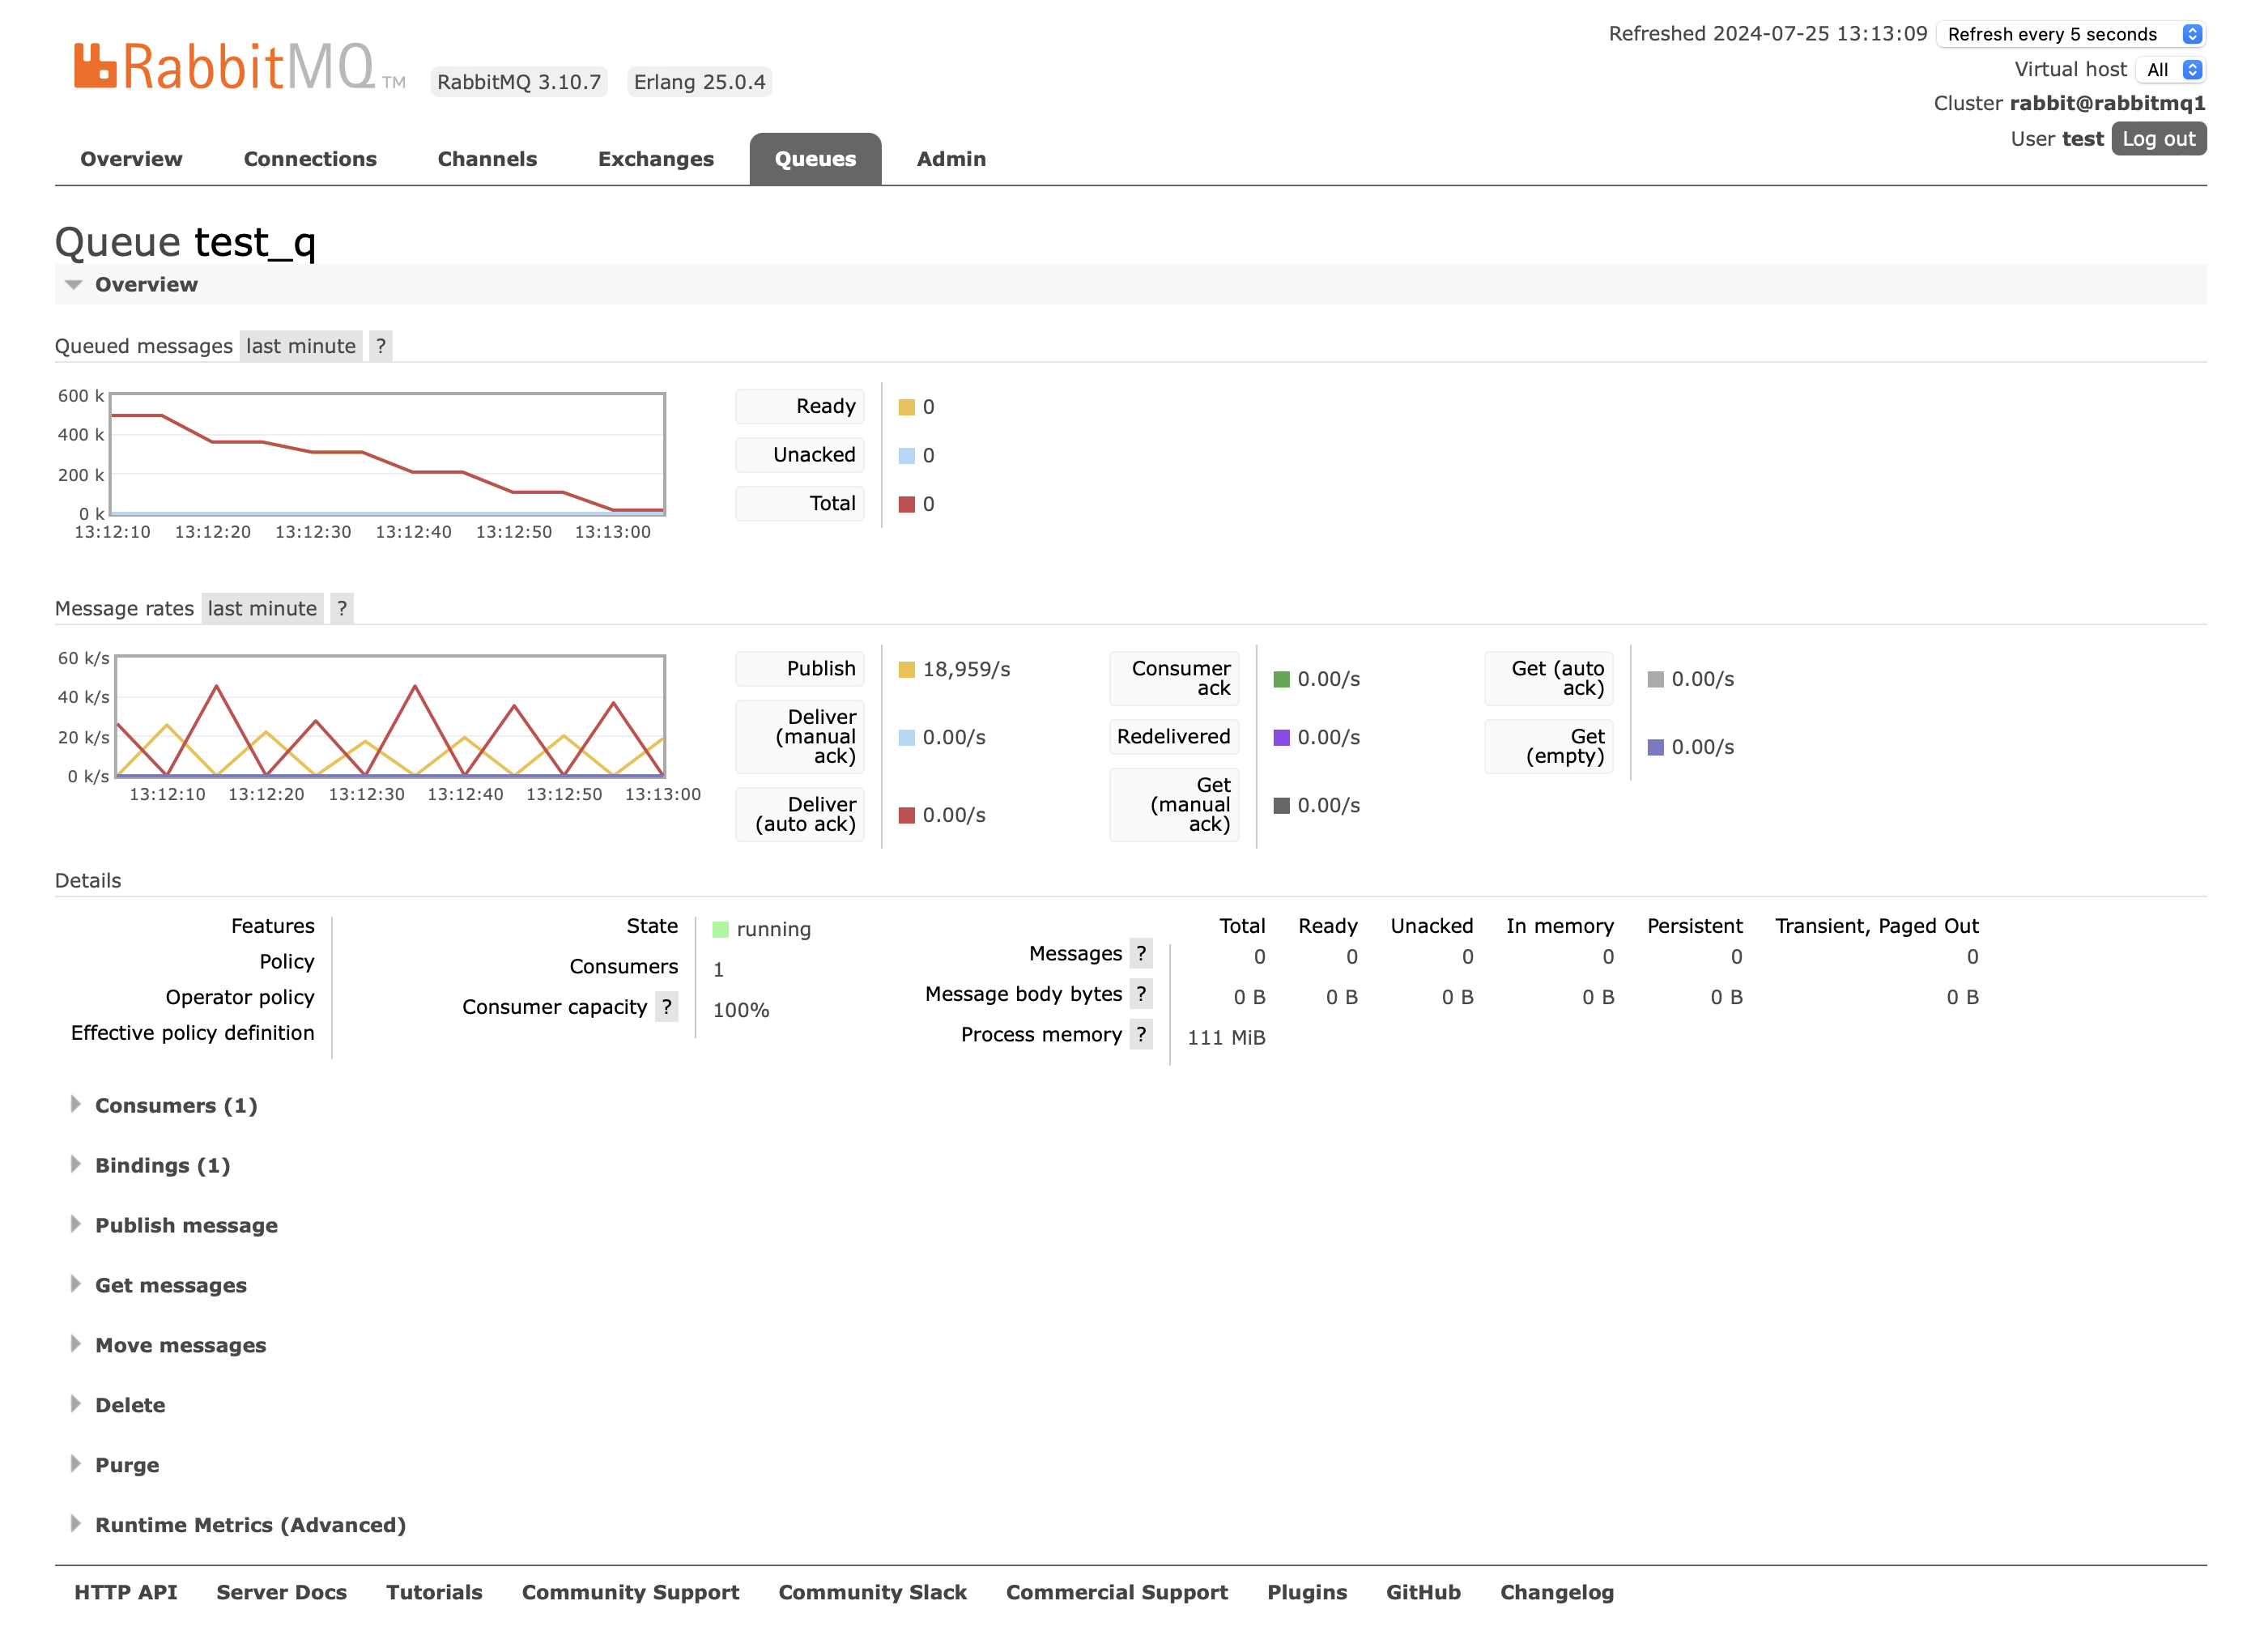 Refreshed 2024-07-25 13:13:09 Refresh every 5 seconds
Virtual host All
Cluster rabbit@rabbitmq1
User test Log out
RabbitMQ TM RabbitMQ 3.10.7 Erlang 25.0.4
Overview Connections Channels Exchanges Queues Admin
Queue test_q
Overview
Queued messages last minute ?
600 k
400 k
200 k
0 k
13:12:10 13:12:20 13:12:30 13:12:40 13:12:50 13:13:00
Ready 0
Unacked 0
Total 0
Message rates last minute ?
60 k/s
40 k/s
20 k/s
0 k/s
13:12:10 13:12:20 13:12:30 13:12:40 13:12:50 13:13:00
Publish 18,959/s
Deliver
(manual
ack)
0.00/s
Deliver
(auto ack)
0.00/s
Consumer
ack
0.00/s
Redelivered 0.00/s
Get
(manual
ack)
0.00/s
Get (auto
ack)
0.00/s
Get
(empty)
0.00/s
Details
Features
Policy
Operator policy
Effective policy definition
State running
Consumers 1
Consumer capacity ? 100%
Total Ready Unacked In memory Persistent Transient, Paged Out
Messages ? 0 0 0 0 0 0
Message body bytes ? 0 B 0 B 0 B 0 B 0 B 0 B
Process memory ? 111 MiB
Consumers (1)
Bindings (1)
Publish message
Get messages
Move messages
Delete
Purge
Runtime Metrics (Advanced)
HTTP API Server Docs Tutorials Community Support Community Slack Commercial Support Plugins GitHub Changelog